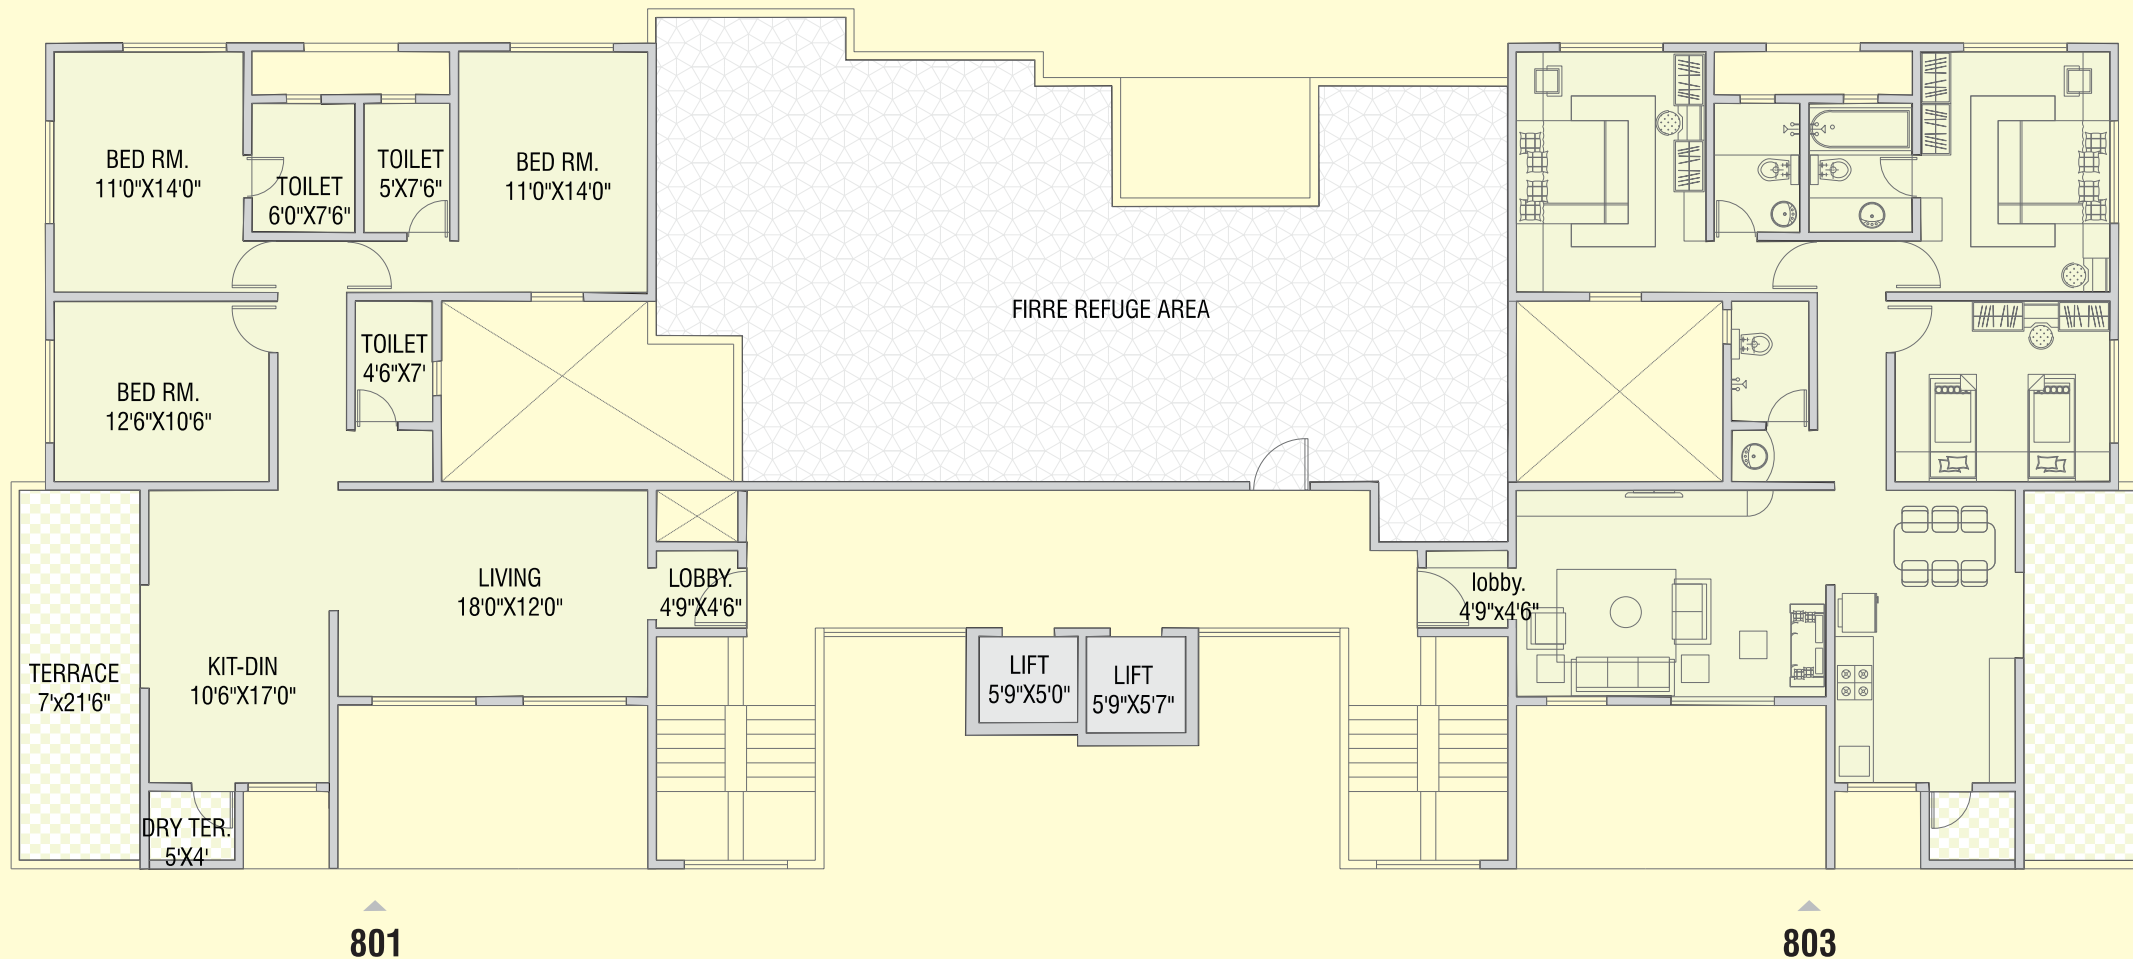 BED RM.
11'0"X14'0"
TOILET
6'0"X7'6"
TOILET
5'X7'6"
BED RM.
11'0"X14'0"
FIRRE REFUGE AREA
TOILET
4'6"X7'
BED RM.
12'6"X10'6"
LIVING
18'0"X12'0"
LOBBY.
4'9"X4'6"
lobby.
4'9"x4'6"
TERRACE
7'x21'6"
KIT-DIN
10'6"X17'0"
LIFT
5'9"X5'0"
LIFT
5'9"X5'7"
DRY TER.
5'X4'
801
803